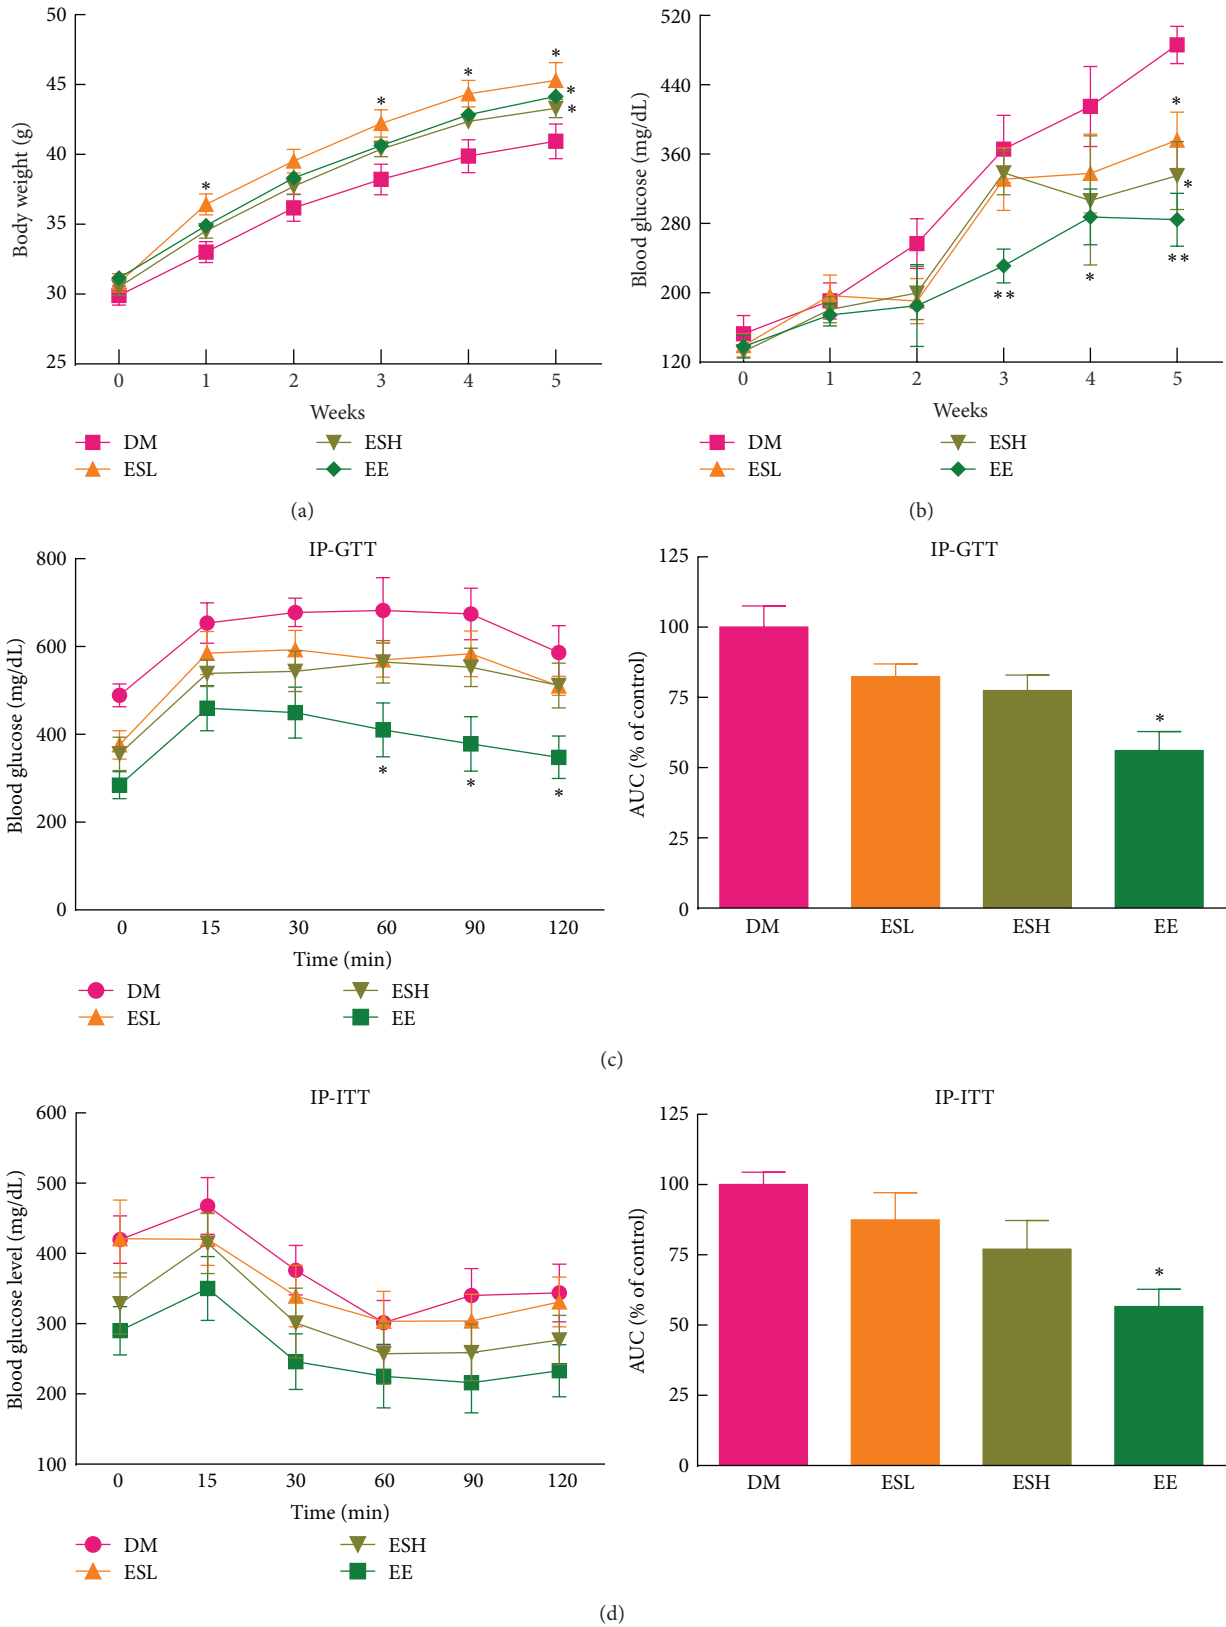 50
45
40
35
30
25
Body weight (g)
*
*
*
*
*
*
0 1 2 3 4 5
Weeks
DM ESH
ESL EE
(a)
520
440
360
280
200
120
Blood glucose (mg/dL)
*
*
**
*
**
0 1 2 3 4 5
Weeks
DM ESH
ESL EE
(b)
IP-GTT
800
600
400
200
0
Blood glucose (mg/dL)
* * *
0 15 30 60 90 120
Time (min)
DM ESH
ESL EE
IP-GTT
125
100
75
50
25
0
AUC (% of control)
*
DM ESL ESH EE
(c)
IP-ITT
600
500
400
300
200
100
Blood glucose level (mg/dL)
0 15 30 60 90 120
Time (min)
DM ESH
ESL EE
IP-ITT
125
100
75
50
25
0
AUC (% of control)
*
DM ESL ESH EE
(d)